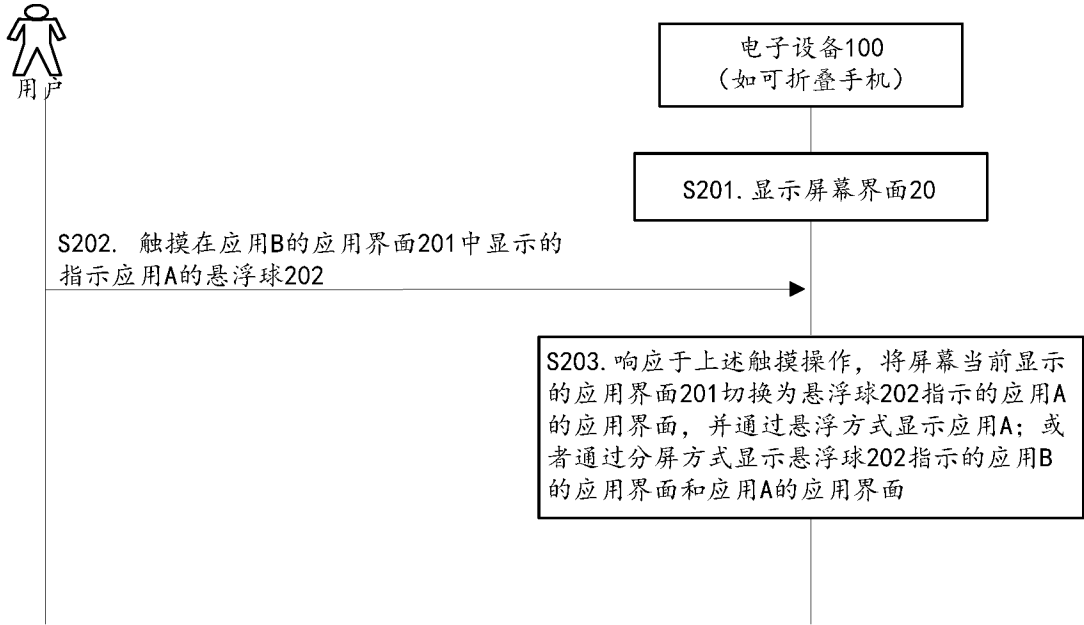 用户
电子设备100
（如可折叠手机）
S201.显示屏幕界面20
S202. 触摸在应用B的应用界面201中显示的
指示应用A的悬浮球202
S203.响应于上述触摸操作，将屏幕当前显示
的应用界面201切换为悬浮球202指示的应用A
的应用界面，并通过悬浮方式显示应用A；或
者通过分屏方式显示悬浮球202指示的应用B
的应用界面和应用A的应用界面